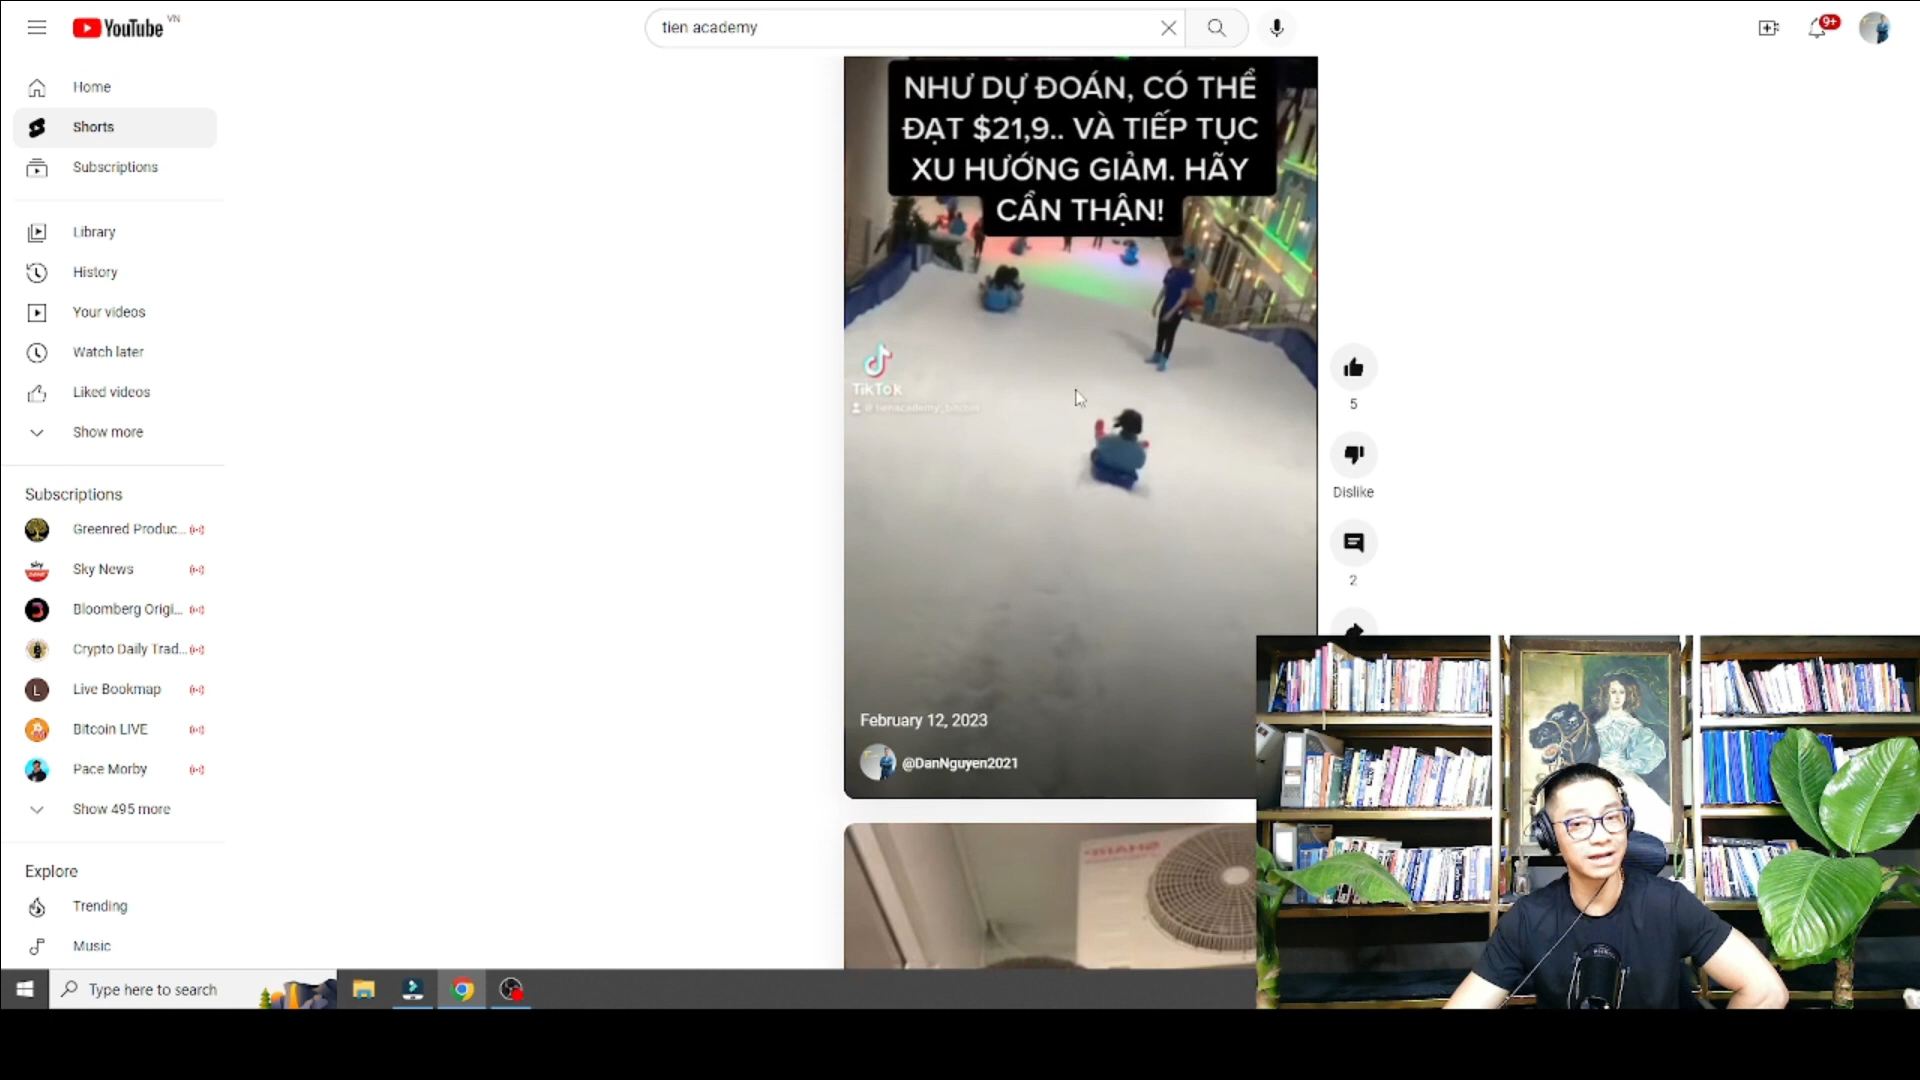 YouTube VN
tien academy
9+
Home
Shorts
Subscriptions
Library
History
Your videos
Watch later
Liked videos
Show more
Subscriptions
Greenred Produc...
Sky News
Bloomberg Origi...
Crypto Daily Trad...
L
Live Bookmap
Bitcoin LIVE
Pace Morby
Show 495 more
Explore
Trending
Music
NHƯ DỰ ĐOÁN, CÓ THỂ
ĐẠT $21,9.. VÀ TIẾP TỤC
XU HƯỚNG GIẢM. HÃY
CẨN THẬN!
TikTok
@tienacademy_bitcoin
February 12, 2023
@DanNguyen2021
5
Dislike
2
SHARP
Type here to search